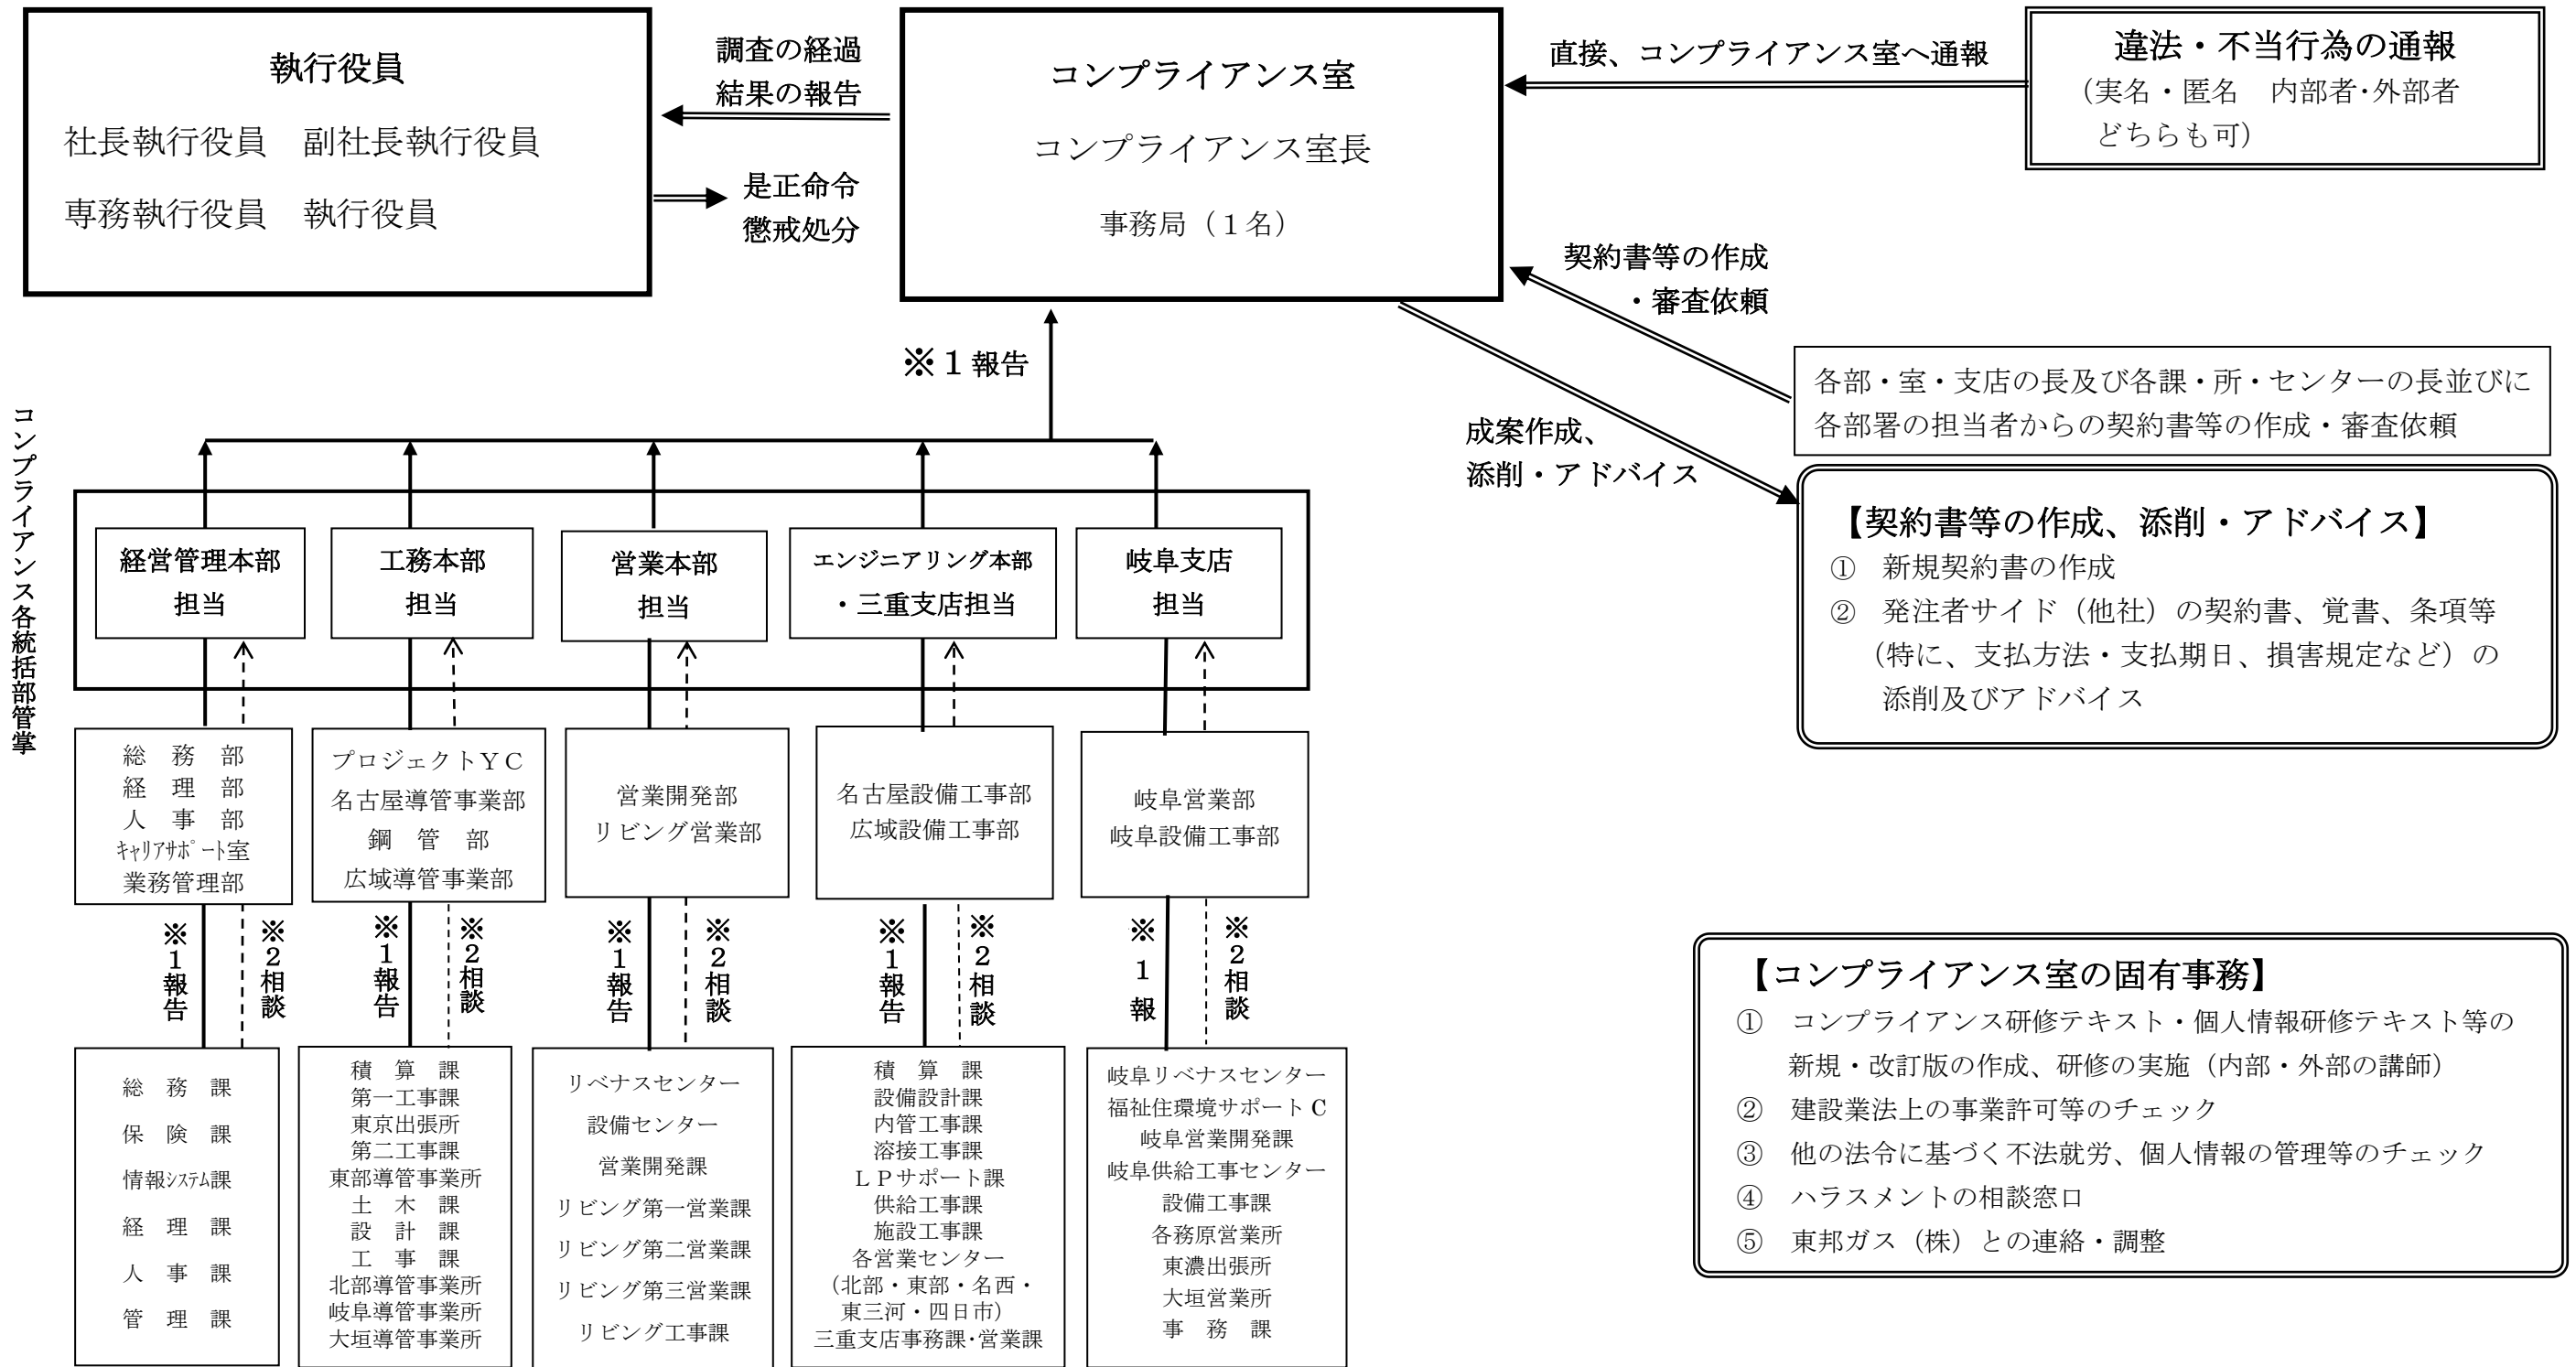 執行役員
社長執行役員　副社長執行役員
専務執行役員　執行役員
調査の経過
結果の報告
是正命令
懲戒処分
コンプライアンス室
コンプライアンス室長
事務局（１名）
直接、コンプライアンス室へ通報
違法・不当行為の通報
（実名・匿名　内部者・外部者
どちらも可）
契約書等の作成
・審査依頼
各部・室・支店の長及び各課・所・センターの長並びに
各部署の担当者からの契約書等の作成・審査依頼
成案作成、
添削・アドバイス
【契約書等の作成、添削・アドバイス】
①　新規契約書の作成
②　発注者サイド（他社）の契約書、覚書、条項等
（特に、支払方法・支払期日、損害規定など）の
添削及びアドバイス
※１報告
コンプライアンス各統括部管掌
経営管理本部
担当
工務本部
担当
営業本部
担当
エンジニアリング本部
・三重支店担当
岐阜支店
担当
総　務　部
経　理　部
人　事　部
ｷｬﾘｱｻﾎﾟｰﾄ室
業務管理部
プロジェクトＹＣ
名古屋導管事業部
鋼　管　部
広域導管事業部
営業開発部
リビング営業部
名古屋設備工事部
広域設備工事部
岐阜営業部
岐阜設備工事部
※１報告
※２相談
※１報告
※２相談
※１報告
※２相談
※１報告
※２相談
※１報
※２相談
総　務　課
保　険　課
情報ｼｽﾃﾑ課
経　理　課
人　事　課
管　理　課
積　算　課
第一工事課
東京出張所
第二工事課
東部導管事業所
土　木　課
設　計　課
工　事　課
北部導管事業所
岐阜導管事業所
大垣導管事業所
リベナスセンター
設備センター
営業開発課
リビング第一営業課
リビング第二営業課
リビング第三営業課
リビング工事課
積　算　課
設備設計課
内管工事課
溶接工事課
ＬＰサポート課
供給工事課
施設工事課
各営業センター
（北部・東部・名西・
東三河・四日市）
三重支店事務課・営業課
岐阜リベナスセンター
福祉住環境サポートC
岐阜営業開発課
岐阜供給工事センター
設備工事課
各務原営業所
東濃出張所
大垣営業所
事　務　課
【コンプライアンス室の固有事務】
①　コンプライアンス研修テキスト・個人情報研修テキスト等の
新規・改訂版の作成、研修の実施（内部・外部の講師）
②　建設業法上の事業許可等のチェック
③　他の法令に基づく不法就労、個人情報の管理等のチェック
④　ハラスメントの相談窓口
⑤　東邦ガス（株）との連絡・調整